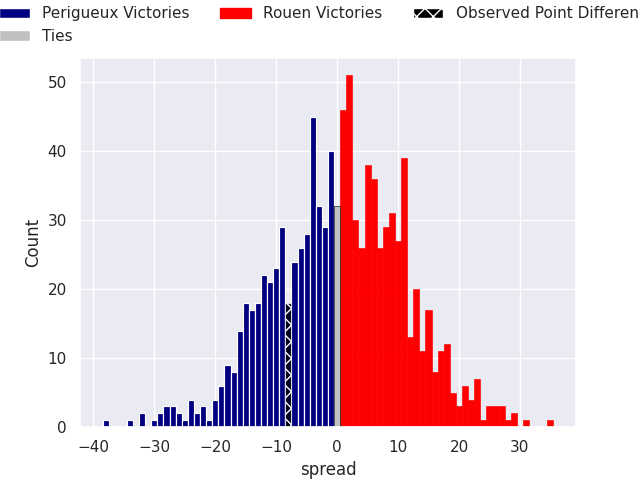 Perigueux Victories
Rouen Victories
Observed Point Differen
Ties
50
40
30
20
10
0
Count
−40
−30
−20
−10
0
10
20
30
spread